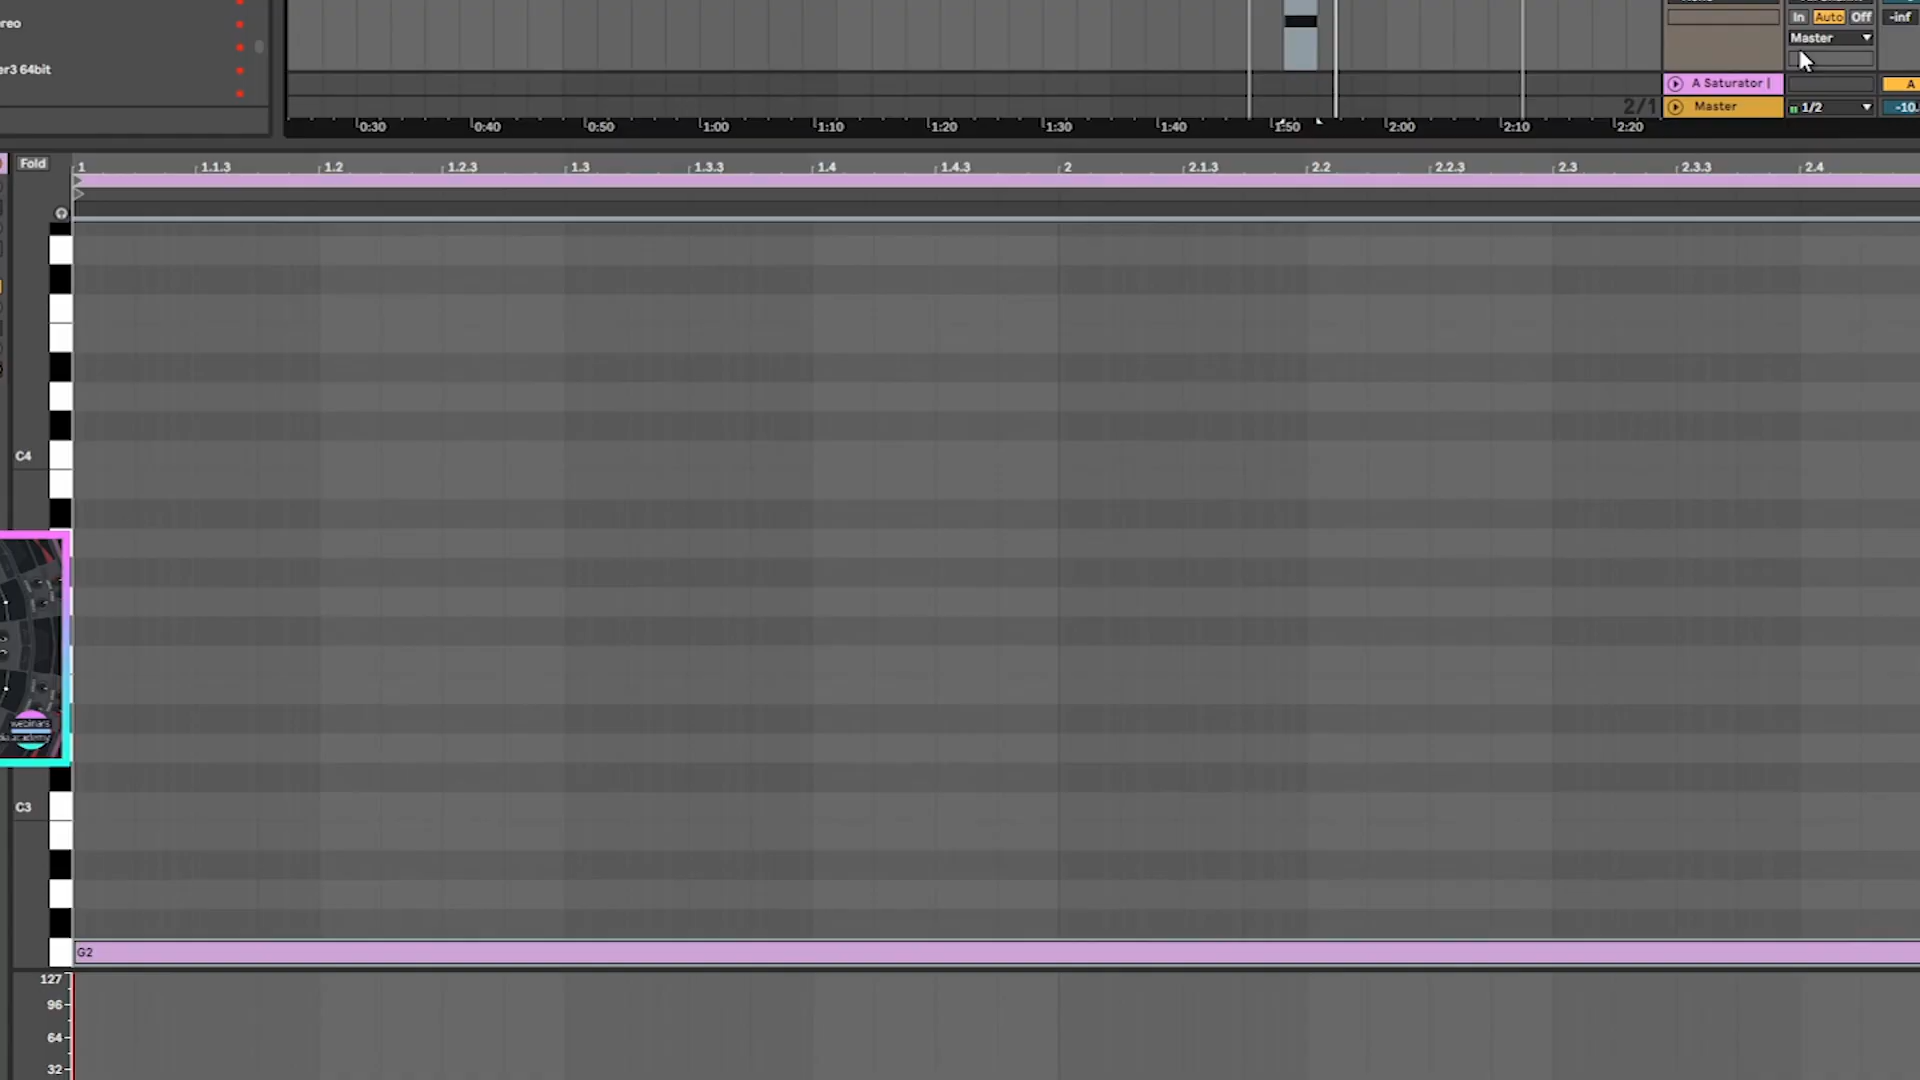 reo
er3 64bit
In Auto Off -inf
Master
A Saturator |
A
2/1
Master
1/2
-10.
0:30 0:40 0:50 1:00 1:10 1:20 1:30 1:40 1:50 2:00 2:10 2:20
Fold
1 1.1.3 1.2 1.2.3 1.3 1.3.3 1.4 1.4.3 2 2.1.3 2.2 2.2.3 2.3 2.3.3 2.4
C4
webinars
academy
C3
G2
127
96
64
32